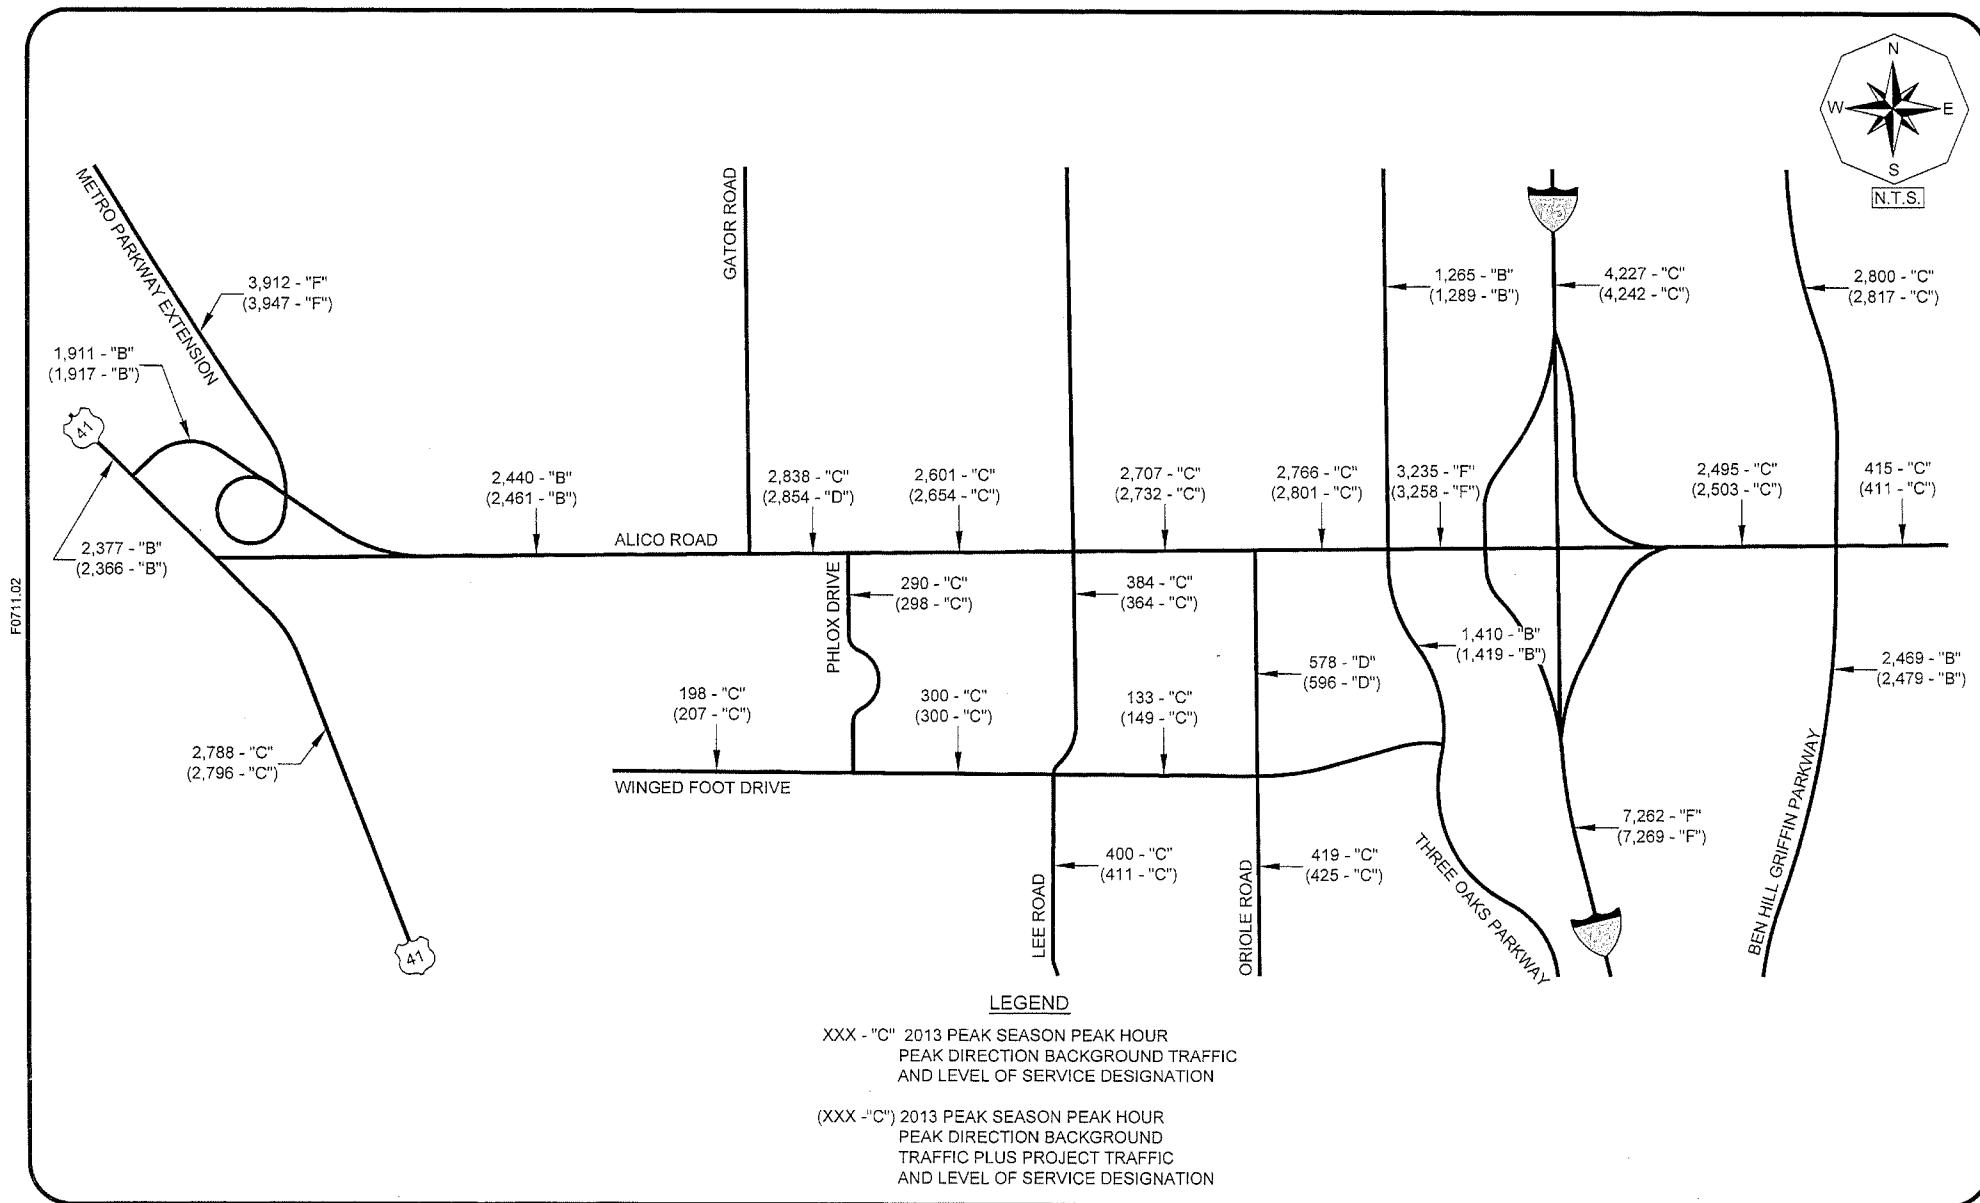 N
W E
S
N.T.S.
METRO PARKWAY EXTENSION
GATOR ROAD
3,912 - "F"
(3,947 - "F")
1,265 - "B"
(1,289 - "B")
4,227 - "C"
(4,242 - "C")
2,800 - "C"
(2,817 - "C")
1,911 - "B"
(1,917 - "B")
41
2,440 - "B"
(2,461 - "B")
2,838 - "C"
(2,854 - "D")
2,601 - "C"
(2,654 - "C")
2,707 - "C"
(2,732 - "C")
2,766 - "C"
(2,801 - "C")
3,235 - "F"
(3,258 - "F")
2,495 - "C"
(2,503 - "C")
415 - "C"
(411 - "C")
ALICO ROAD
2,377 - "B"
(2,366 - "B")
F0711.02
PHLOX DRIVE
290 - "C"
(298 - "C")
384 - "C"
(364 - "C")
1,410 - "B"
(1,419 - "B")
578 - "D"
(596 - "D")
2,469 - "B"
(2,479 - "B")
198 - "C"
(207 - "C")
300 - "C"
(300 - "C")
133 - "C"
(149 - "C")
2,788 - "C"
(2,796 - "C")
WINGED FOOT DRIVE
7,262 - "F"
(7,269 - "F")
400 - "C"
(411 - "C")
419 - "C"
(425 - "C")
LEE ROAD
ORIOLE ROAD
THREE OAKS PARKWAY
BEN HILL GRIFFIN PARKWAY
41
LEGEND
XXX - "C" 2013 PEAK SEASON PEAK HOUR
PEAK DIRECTION BACKGROUND TRAFFIC
AND LEVEL OF SERVICE DESIGNATION
(XXX -"C") 2013 PEAK SEASON PEAK HOUR
PEAK DIRECTION BACKGROUND
TRAFFIC PLUS PROJECT TRAFFIC
AND LEVEL OF SERVICE DESIGNATION